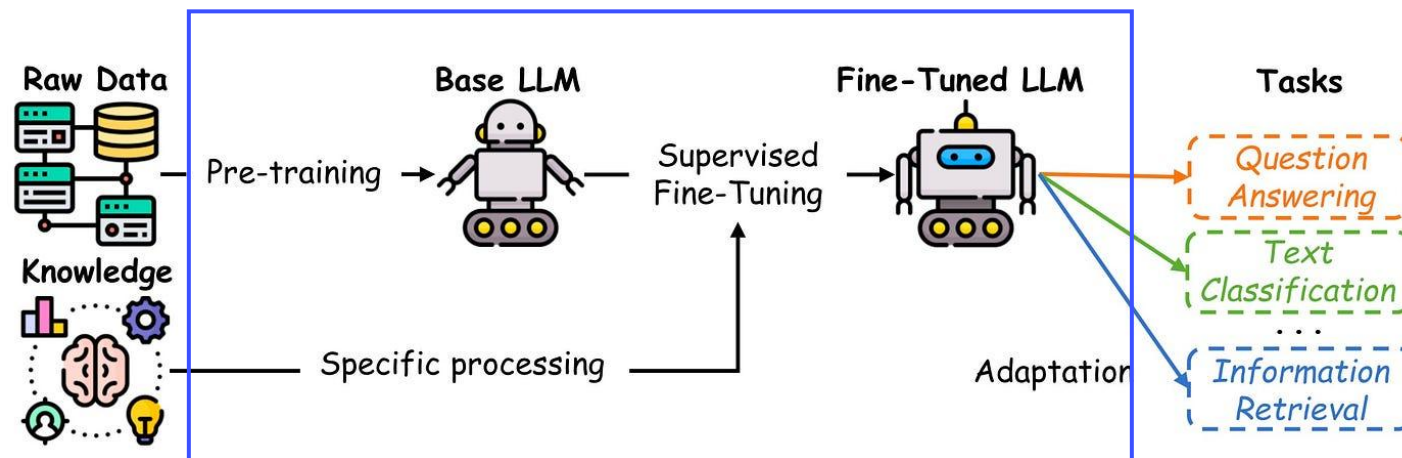 Raw Data
Base LLM
Fine-Tuned LLM
Tasks
Pre-training
Supervised
Fine-Tuning
Question
Answering
Text
Classification
...
Information
Retrieval
Knowledge
Specific processing
Adaptation